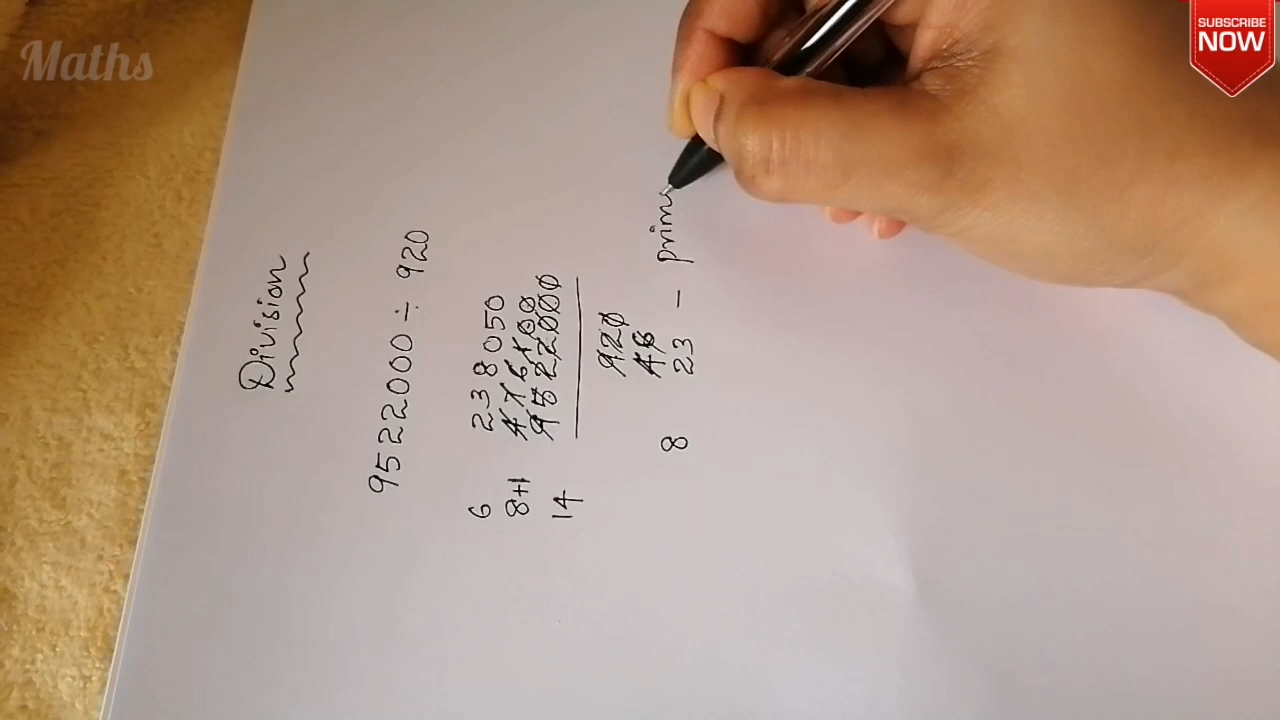 Maths
SUBSCRIBE
NOW
Division
9522000 ÷ 920
6 238050
8+1 476100
14 9522000
920
46
8 23 - prim